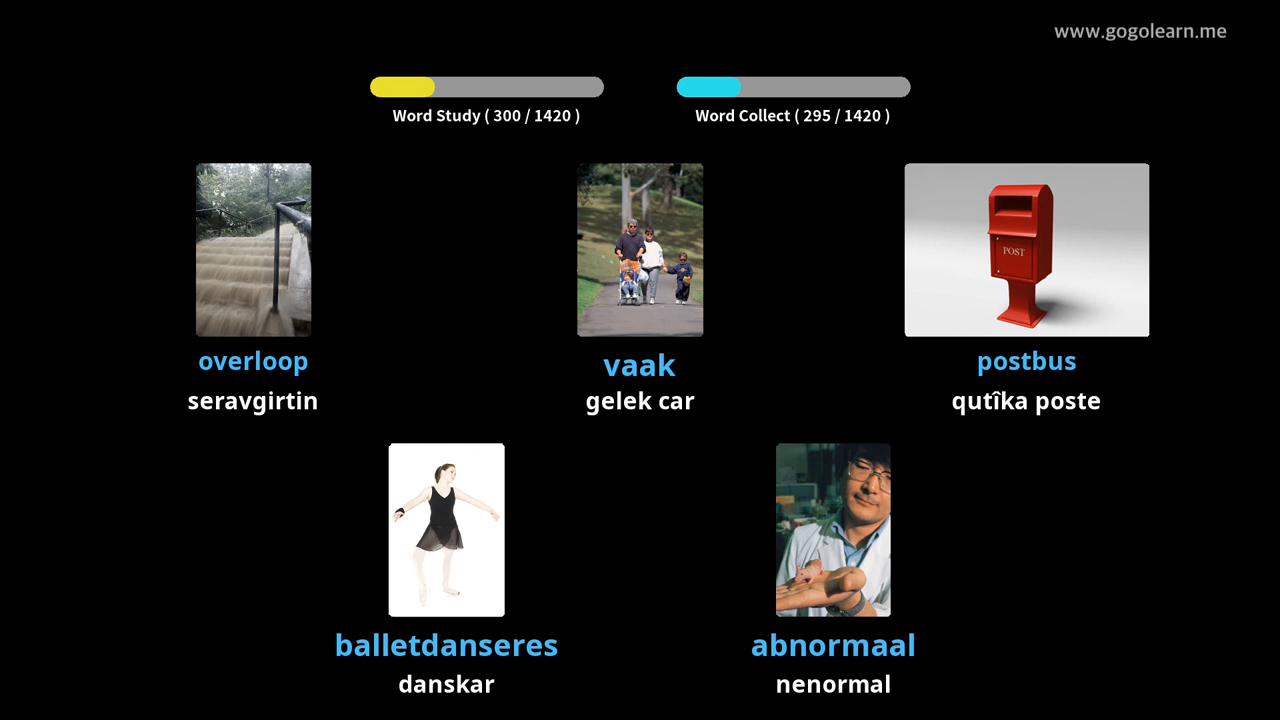 www.gogolearn.me
Word Study ( 300 / 1420 )
Word Collect ( 295 / 1420 )
overloop
seravgirtin
vaak
gelek car
POST
postbus
qutîka poste
balletdanseres
danskar
abnormaal
nenormal